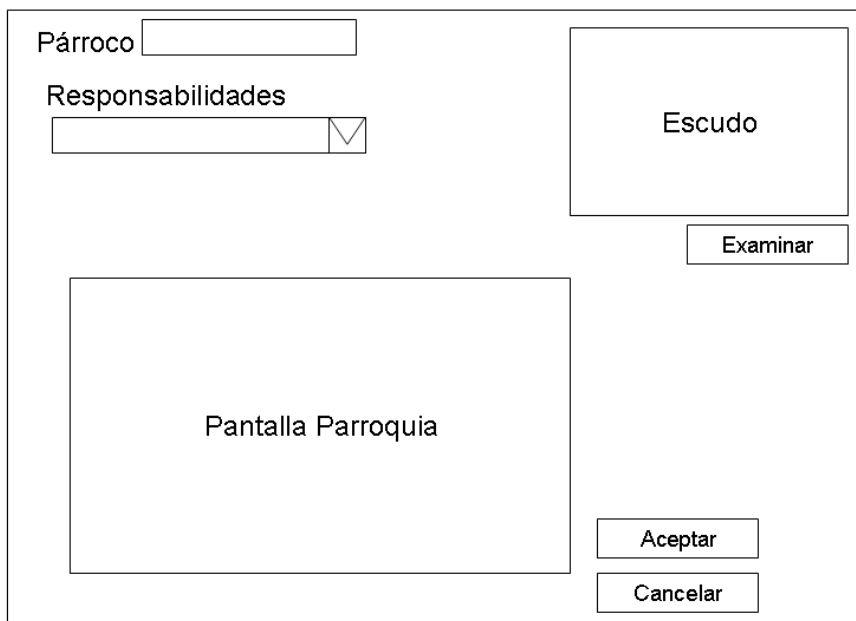 Párroco
Responsabilidades
Escudo
Examinar
Pantalla Parroquia
Aceptar
Cancelar